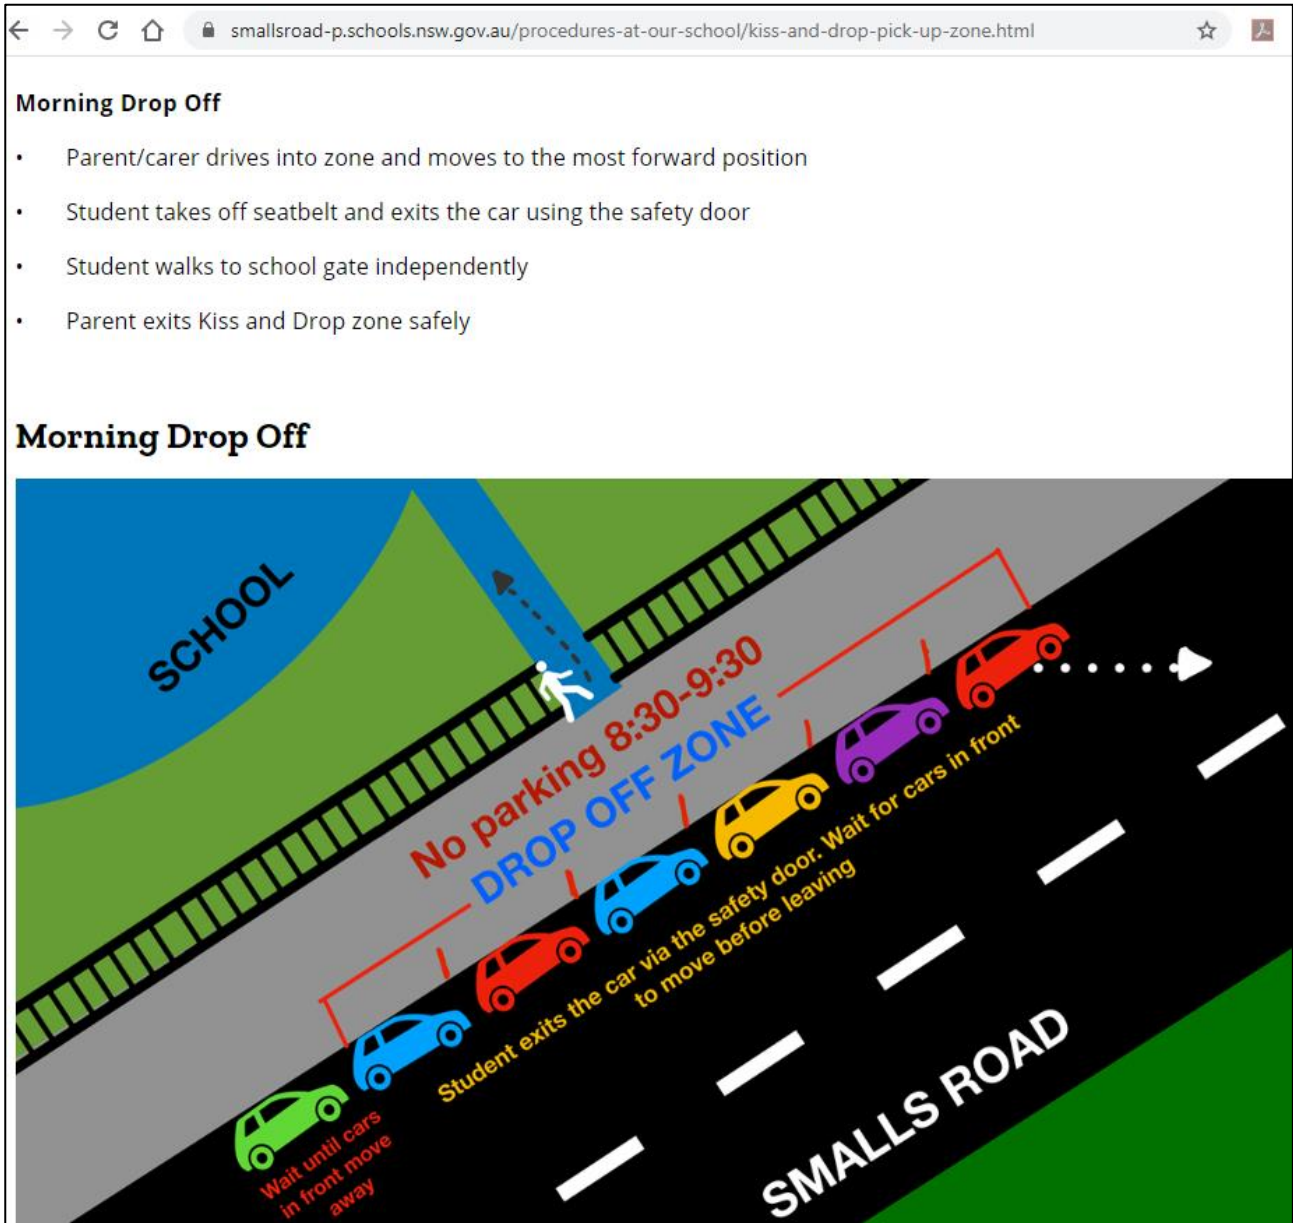 smallsroad-p.schools.nsw.gov.au/procedures-at-our-school/kiss-and-drop-pick-up-zone.html
Morning Drop Off
• Parent/carer drives into zone and moves to the most forward position
• Student takes off seatbelt and exits the car using the safety door
• Student walks to school gate independently
• Parent exits Kiss and Drop zone safely
Morning Drop Off
SCHOOL
No parking 8:30-9:30
DROP OFF ZONE
Student exits the car via the safety door. Wait for cars in front
to move before leaving
Wait until cars
in front move
away
SMALLS ROAD